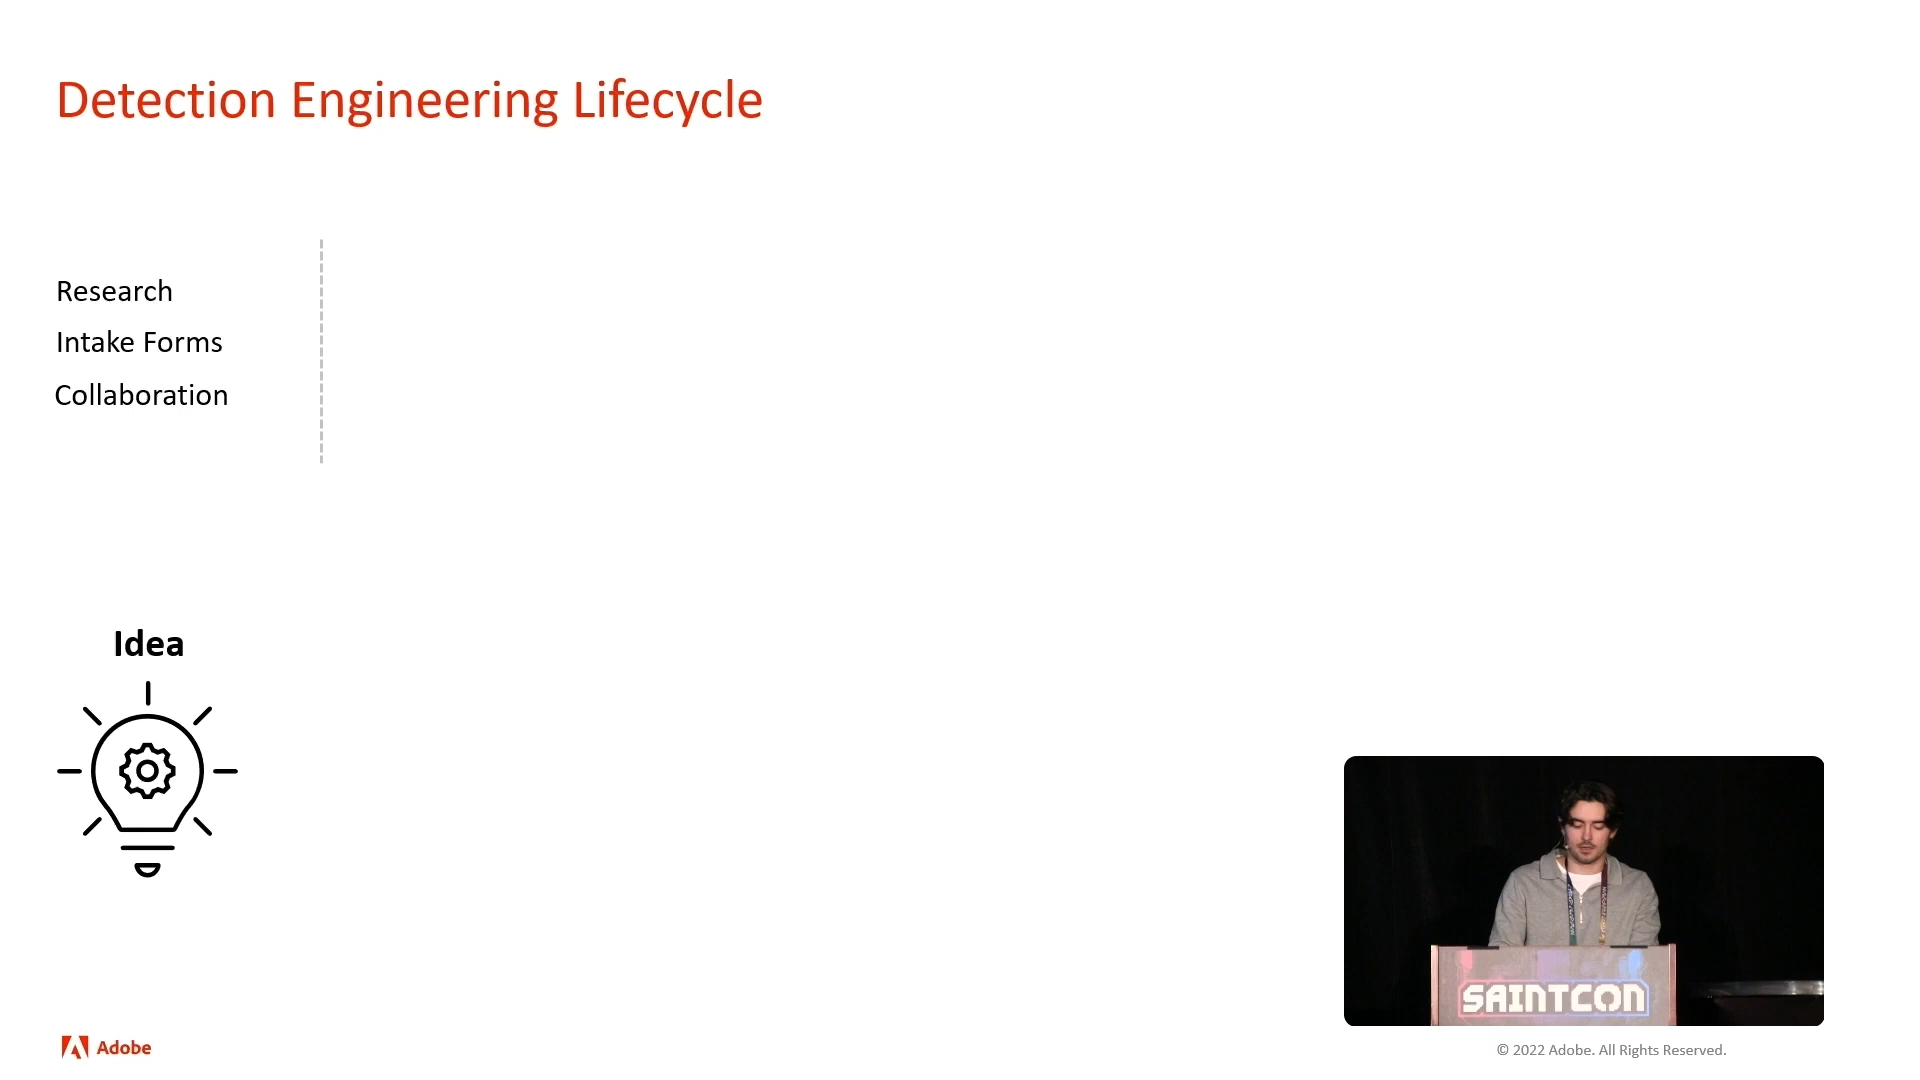 Detection Engineering Lifecycle
Research
Intake Forms
Collaboration
Idea
SAINTCON
Adobe
© 2022 Adobe. All Rights Reserved.